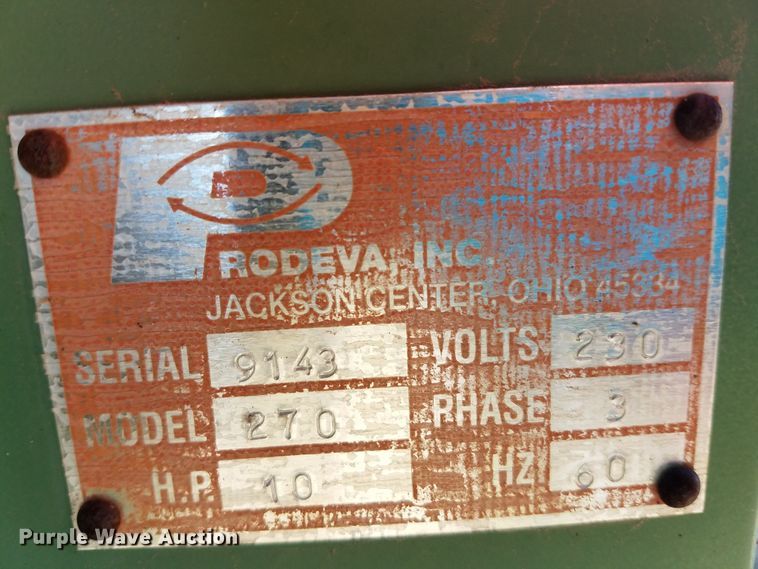 PRODEVA, INC.
JACKSON CENTER, OHIO 45334
SERIAL 9143 VOLTS 230
MODEL 270 PHASE 3
H.P. 10 HZ 60
Purple Wave Auction